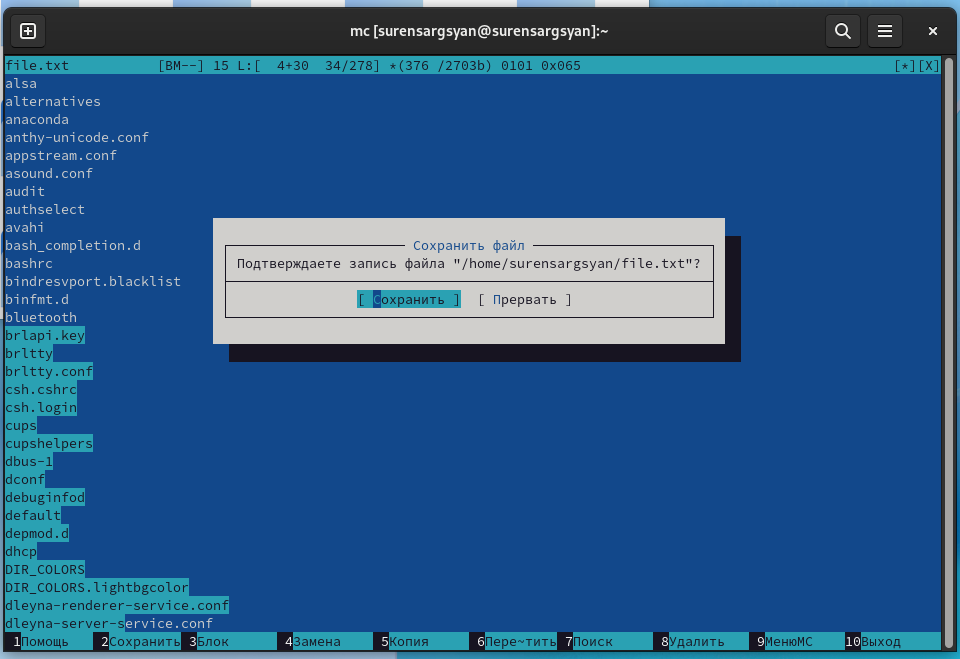 mc [surensargsyan@surensargsyan]:~
file.txt [BM--] 15 L:[ 4+30 34/278] *(376 /2703b) 0101 0x065 [*][X]
alsa
alternatives
anaconda
anthy-unicode.conf
appstream.conf
asound.conf
audit
authselect
avahi
bash_completion.d
bashrc
bindresvport.blacklist
binfmt.d
bluetooth
brlapi.key
brltty
brltty.conf
csh.cshrc
csh.login
cups
cupshelpers
dbus-1
dconf
debuginfod
default
depmod.d
dhcp
DIR_COLORS
DIR_COLORS.lightbgcolor
dleyna-renderer-service.conf
dleyna-server-service.conf
Сохранить файл
Подтверждаете запись файла "/home/surensargsyan/file.txt"?
[ Сохранить ] [ Прервать ]
1Помощь 2Сохранить 3Блок 4Замена 5Копия 6Пере~тить 7Поиск 8Удалить 9МенюМС 10Выход